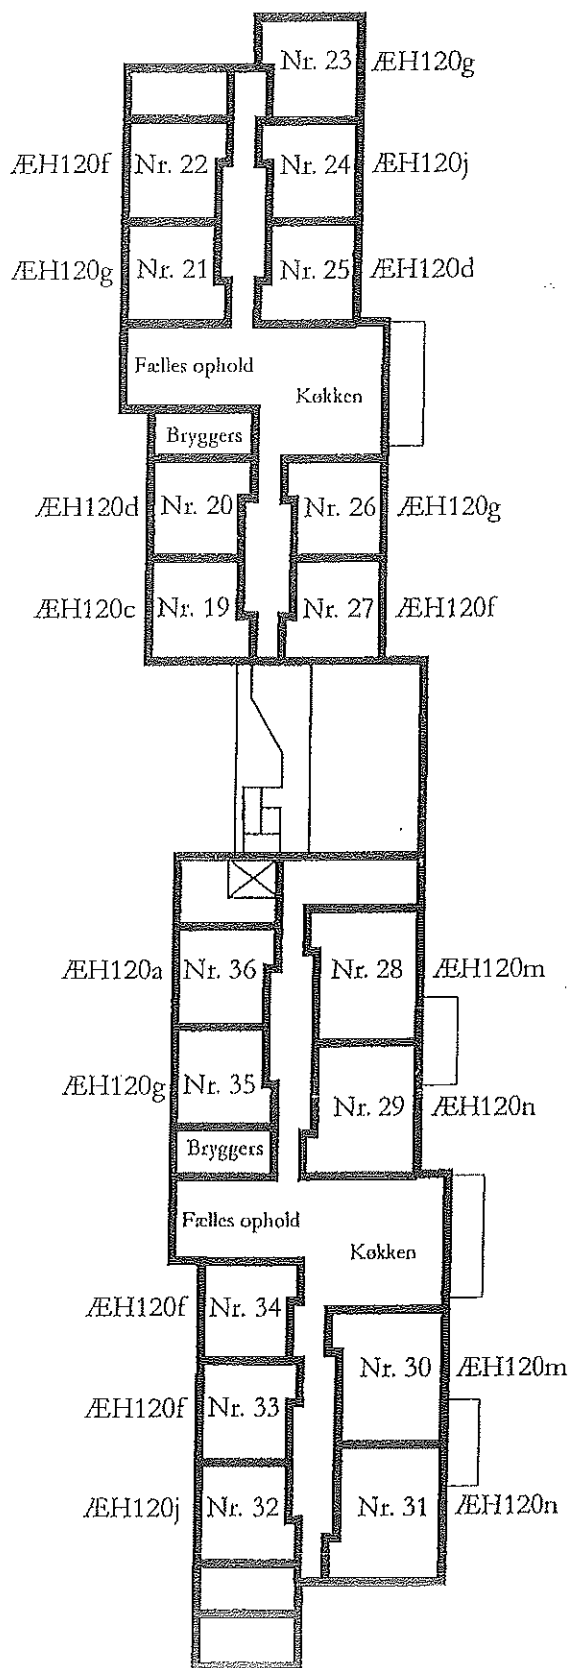 Nr. 23 ÆH120g
ÆH120f Nr. 22 Nr. 24 ÆH120j
ÆH120g Nr. 21 Nr. 25 ÆH120d
Fælles ophold
Køkken
Bryggers
ÆH120d Nr. 20 Nr. 26 ÆH120g
ÆH120c Nr. 19 Nr. 27 ÆH120f
ÆH120a Nr. 36 Nr. 28 ÆH120m
ÆH120g Nr. 35
Nr. 29 ÆH120n
Bryggers
Fælles ophold
Køkken
ÆH120f Nr. 34
Nr. 30 ÆH120m
ÆH120f Nr. 33
ÆH120j Nr. 32 Nr. 31 ÆH120n